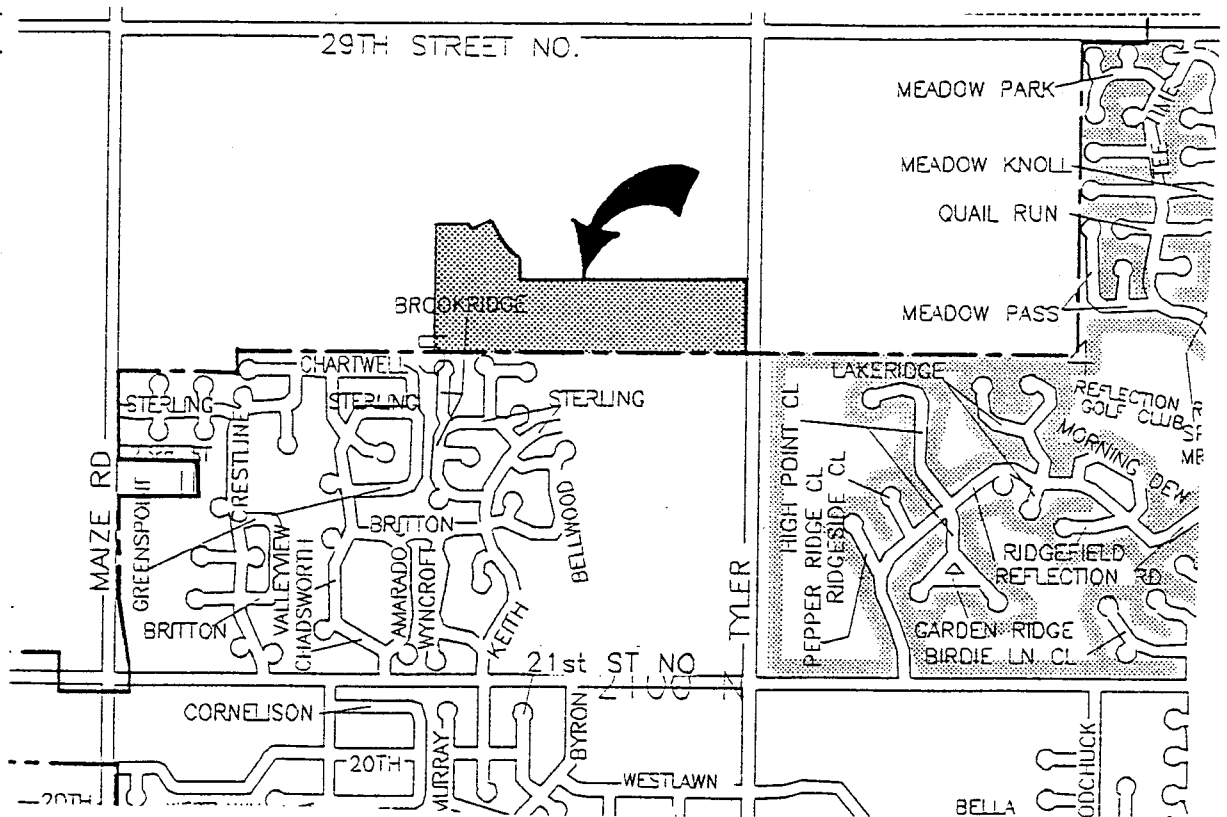 29TH STREET NO.
MEADOW PARK
MEADOW KNOLL
QUAIL RUN
MEADOW PASS
BROOKRIDGE
CHARTWELL
STERLING
STERLING
STERLING
LAKERIDGE
REFLECTION
GOLF CLUB
MORNING DEW
MAIZE RD
GREENSPOINT
CRESTLINE
VALLEYVIEW
CHADSWORTH
BRITTON
BRITTON
AMARADO
WYNCROFT
KEITH
BELLWOOD
TYLER
HIGH POINT CL
PEPPER RIDGE CL
RIDGESIDE CL
RIDGEFIELD
REFLECTION RD
GARDEN RIDGE
BIRDIE LN CL
21st ST NO
CORNELISON
20TH
20TH
MURRAY
BYRON
WESTLAWN
BELLA